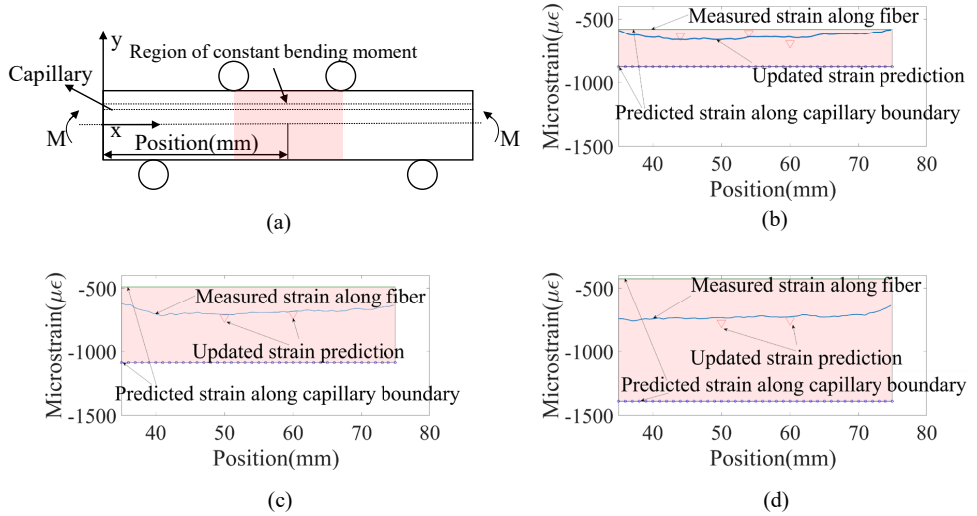 y
Region of constant bending moment
Capillary
M
x
Position(mm)
M
(a)
-500
-1000
-1500
Microstrain(με)
Measured strain along fiber
Updated strain prediction
Predicted strain along capillary boundary
40 50 60 70 80
Position(mm)
(b)
-500
-1000
-1500
Microstrain(με)
Measured strain along fiber
Updated strain prediction
Predicted strain along capillary boundary
40 50 60 70 80
Position(mm)
(c)
-500
-1000
-1500
Microstrain(με)
Measured strain along fiber
Updated strain prediction
Predicted strain along capillary boundary
40 50 60 70 80
Position(mm)
(d)